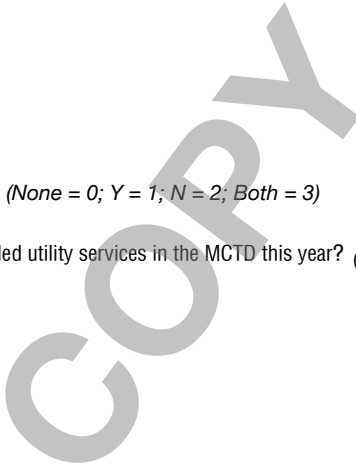 COPY
(None = 0; Y = 1; N = 2; Both = 3)
led utility services in the MCTD this year? (